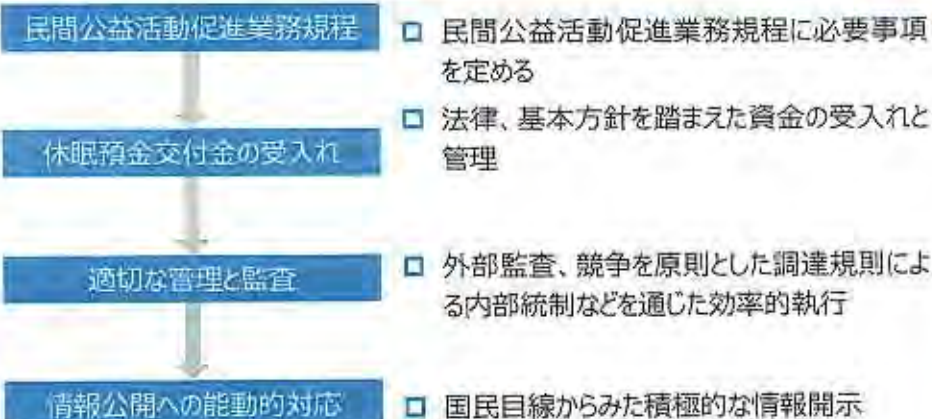 民間公益活動促進業務規程
□ 民間公益活動促進業務規程に必要事項
を定める
□ 法律、基本方針を踏まえた資金の受入れと
管理
休眠預金交付金の受入れ
適切な管理と監査
□ 外部監査、競争を原則とした調達規則によ
る内部統制などを通じた効率的執行
情報公開への能動的対応
□ 国民目線からみた積極的な情報開示